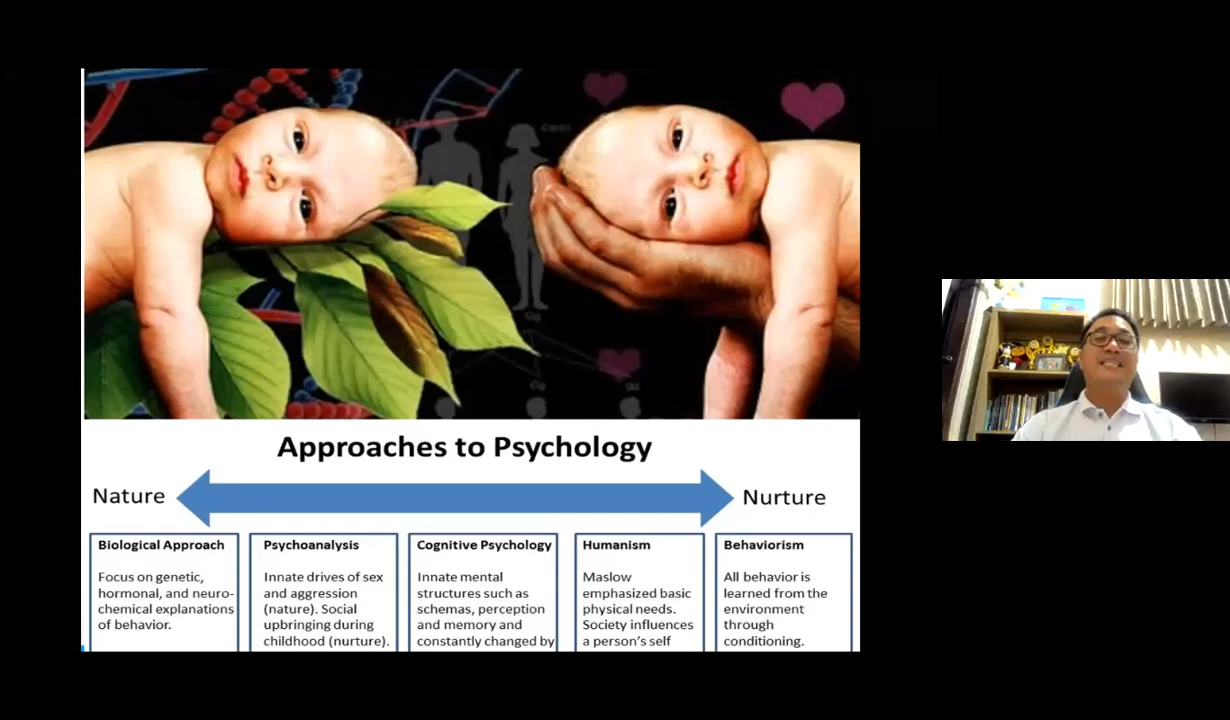 Approaches to Psychology
Nature
Nurture
Biological Approach
Focus on genetic,
hormonal, and neuro-
chemical explanations
of behavior.
Psychoanalysis
Innate drives of sex
and aggression
(nature). Social
upbringing during
childhood (nurture).
Cognitive Psychology
Innate mental
structures such as
schemas, perception
and memory and
constantly changed by
Humanism
Maslow
emphasized basic
physical needs.
Society influences
a person's self
Behaviorism
All behavior is
learned from the
environment
through
conditioning.